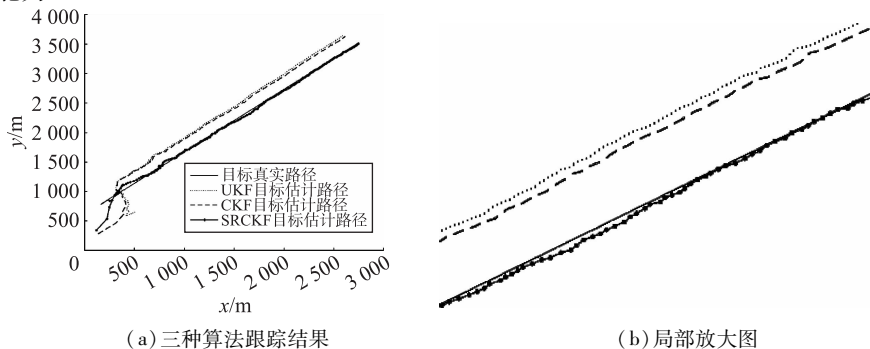 4 000
3 500
3 000
2 500
2 000
1 500
1 000
500
0
y/m
目标真实路径
UKF目标估计路径
CKF目标估计路径
SRCKF目标估计路径
500
1 000
1 500
2 000
2 500
3 000
x/m
(a)三种算法跟踪结果
(b)局部放大图